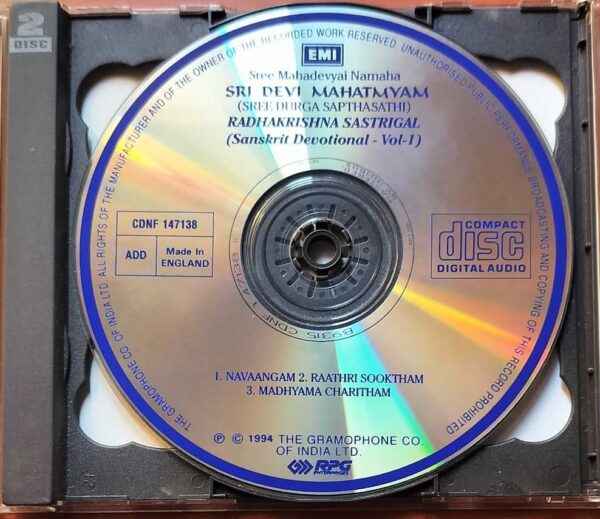 2
DISC
THE GRAMOPHONE CO. OF INDIA LTD. ALL RIGHTS OF THE MANUFACTURER AND OF THE OWNER OF THE RECORDED WORK RESERVED. UNAUTHORISED PUBLIC PERFORMANCE BROADCASTING AND COPYING OF THIS RECORD PROHIBITED
EMI
Sree Mahadevyai Namaha
SRI DEVI MAHATMYAM
(SREE DURGA SAPTHASATHI)
RADHAKRISHNA SASTRIGAL
(Sanskrit Devotional - Vol-1)
CDNF 147138
ADD
Made In
ENGLAND
COMPACT
disc
DIGITAL AUDIO
1. NAVAANGAM 2. RAATHRI SOOKTHAM
3. MADHYAMA CHARITHAM
P © 1994 THE GRAMOPHONE CO.
OF INDIA LTD.
RPG
ENTERPRISES